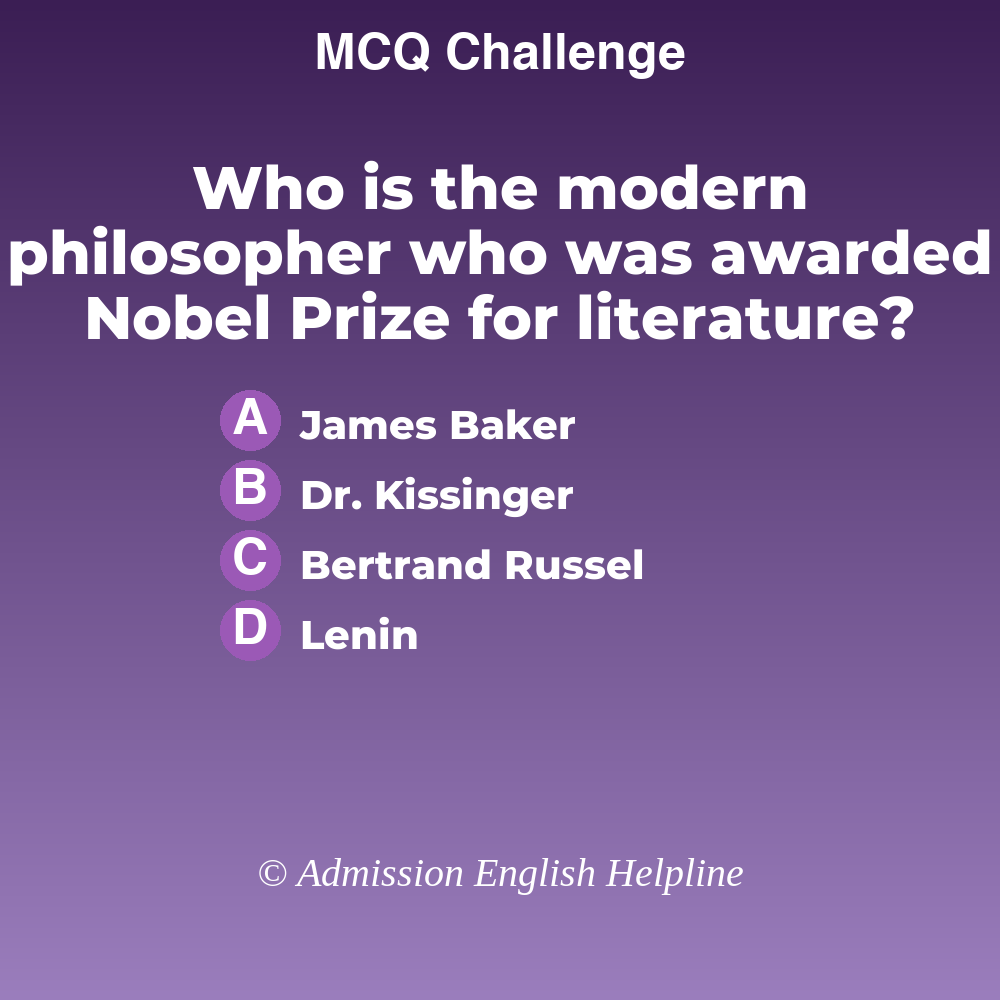 MCQ Challenge
Who is the modern
philosopher who was awarded
Nobel Prize for literature?
A James Baker
B Dr. Kissinger
C Bertrand Russel
D Lenin
© Admission English Helpline